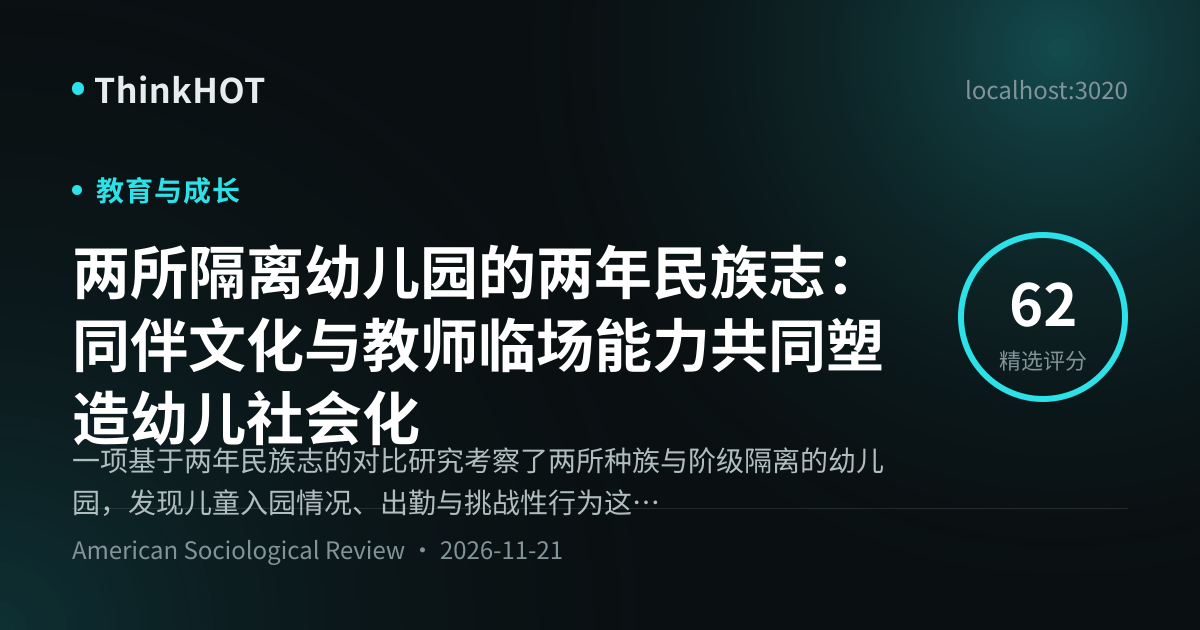 ThinkHOT
localhost:3020
教育与成长
两所隔离幼儿园的两年民族志：
同伴文化与教师临场能力共同塑
造幼儿社会化
62
精选评分
一项基于两年民族志的对比研究考察了两所种族与阶级隔离的幼儿
园，发现儿童入园情况、出勤与挑战性行为这…
American Sociological Review · 2026-11-21